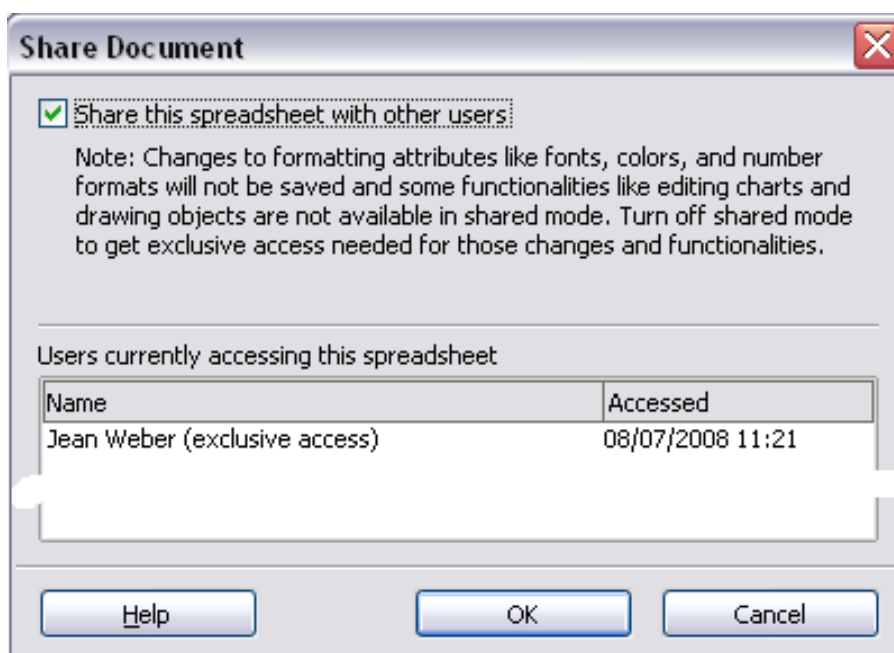 Share Document
Share this spreadsheet with other users
Note: Changes to formatting attributes like fonts, colors, and number
formats will not be saved and some functionalities like editing charts and
drawing objects are not available in shared mode. Turn off shared mode
to get exclusive access needed for those changes and functionalities.
Users currently accessing this spreadsheet
Name Accessed
Jean Weber (exclusive access) 08/07/2008 11:21
Help OK Cancel